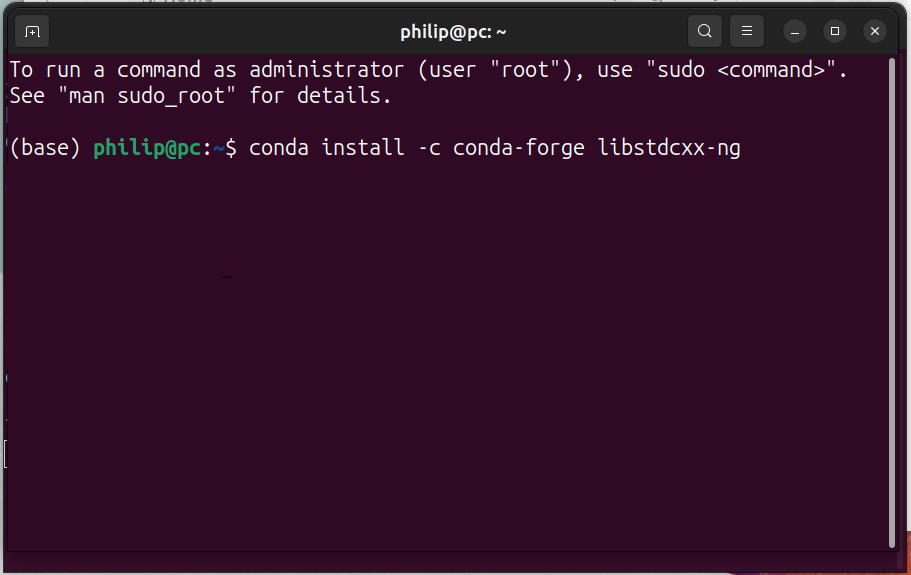 philip@pc: ~
To run a command as administrator (user "root"), use "sudo <command>".
See "man sudo_root" for details.
(base) philip@pc:~$ conda install -c conda-forge libstdcxx-ng